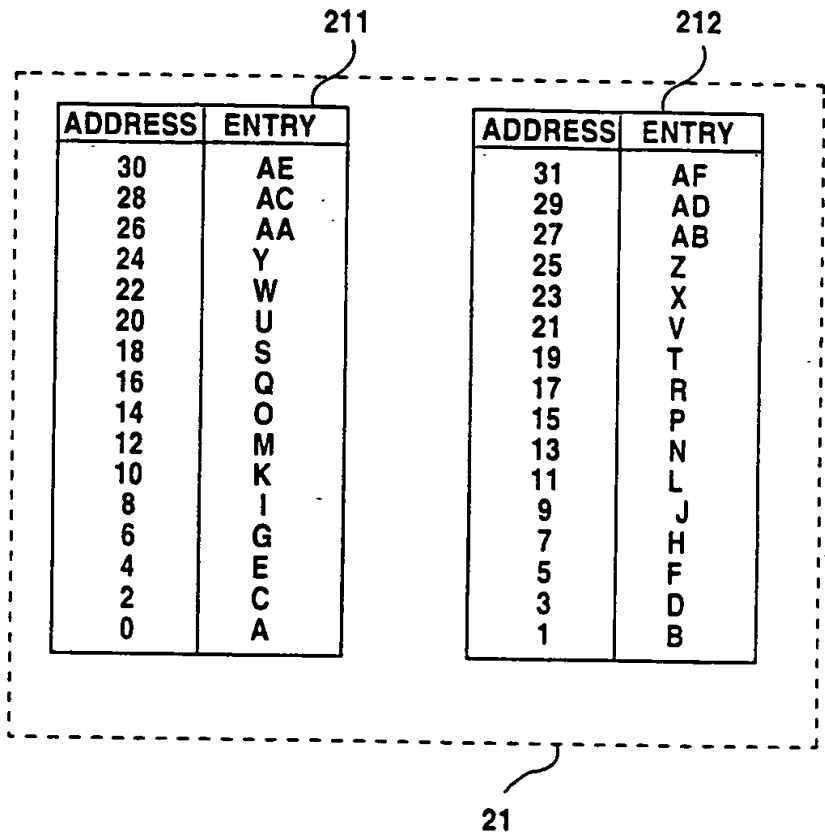 211
212
ADDRESS ENTRY
30 AE
28 AC
26 AA
24 Y
22 W
20 U
18 S
16 Q
14 O
12 M
10 K
8 I
6 G
4 E
2 C
0 A
ADDRESS ENTRY
31 AF
29 AD
27 AB
25 Z
23 X
21 V
19 T
17 R
15 P
13 N
11 L
9 J
7 H
5 F
3 D
1 B
21